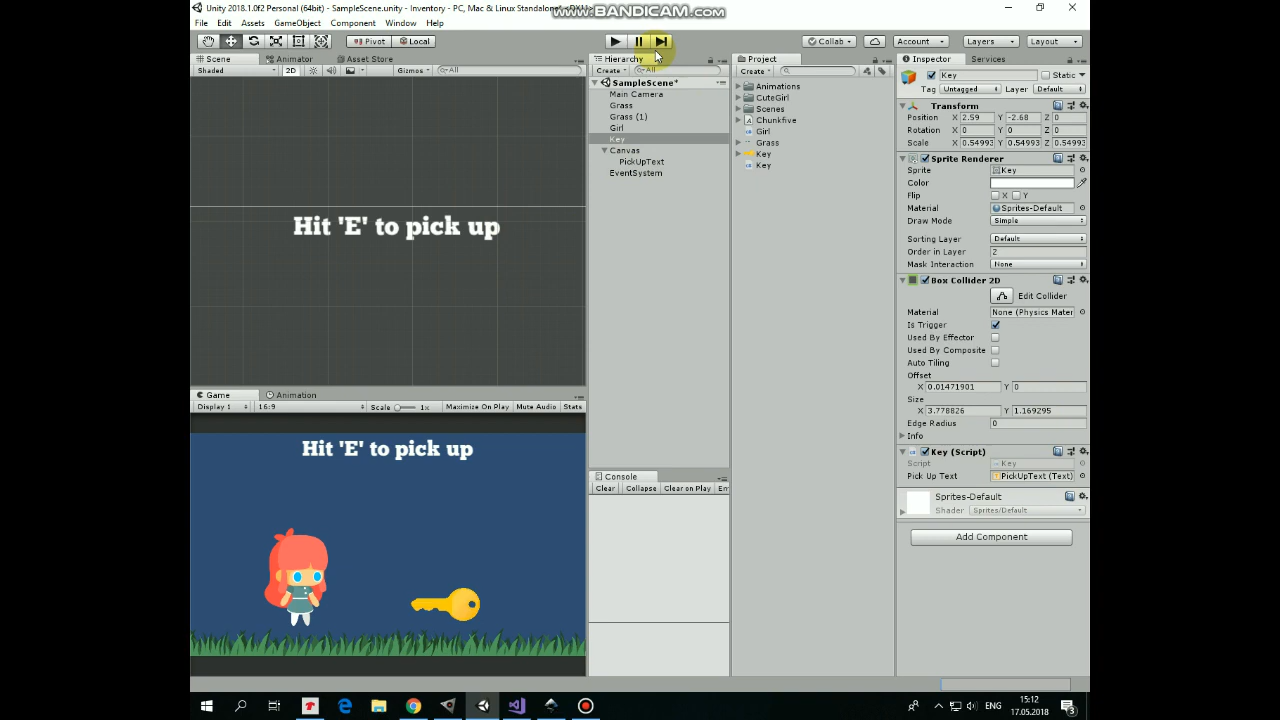 Unity 2018.1.0f2 Personal (64bit) - SampleScene.unity - Inventory - PC, Mac & Linux Standalone* <DX11>
www.BANDICAM.com
File Edit Assets GameObject Component Window Help
Pivot Local Collab Account Layers Layout
Scene Animator Asset Store
Shaded 2D Gizmos All
Hit 'E' to pick up
Game Animation
Display 1 16:9 Scale 1x Maximize On Play Mute Audio Stats
Hit 'E' to pick up
Hierarchy
Create All
SampleScene*
Main Camera
Grass
Grass (1)
Girl
Key
Canvas
PickUpText
EventSystem
Console
Clear Collapse Clear on Play
Project
Create
Animations
CuteGirl
Scenes
Chunkfive
Girl
Grass
Key
Key
Inspector Services
Key Static
Tag Untagged Layer Default
Transform
Position X 2.59 Y -2.68 Z 0
Rotation X 0 Y 0 Z 0
Scale X 0.54993 Y 0.54993 Z 0.54993
Sprite Renderer
Sprite Key
Color
Flip X Y
Material Sprites-Default
Draw Mode Simple
Sorting Layer Default
Order in Layer 2
Mask Interaction None
Box Collider 2D
Edit Collider
Material None (Physics Mater
Is Trigger
Used By Effector
Used By Composite
Auto Tiling
Offset
X 0.01471901 Y 0
Size
X 3.778826 Y 1.169295
Edge Radius 0
Info
Key (Script)
Script Key
Pick Up Text PickUpText (Text)
Sprites-Default
Shader Sprites/Default
Add Component
ENG
15:12
17.05.2018
3